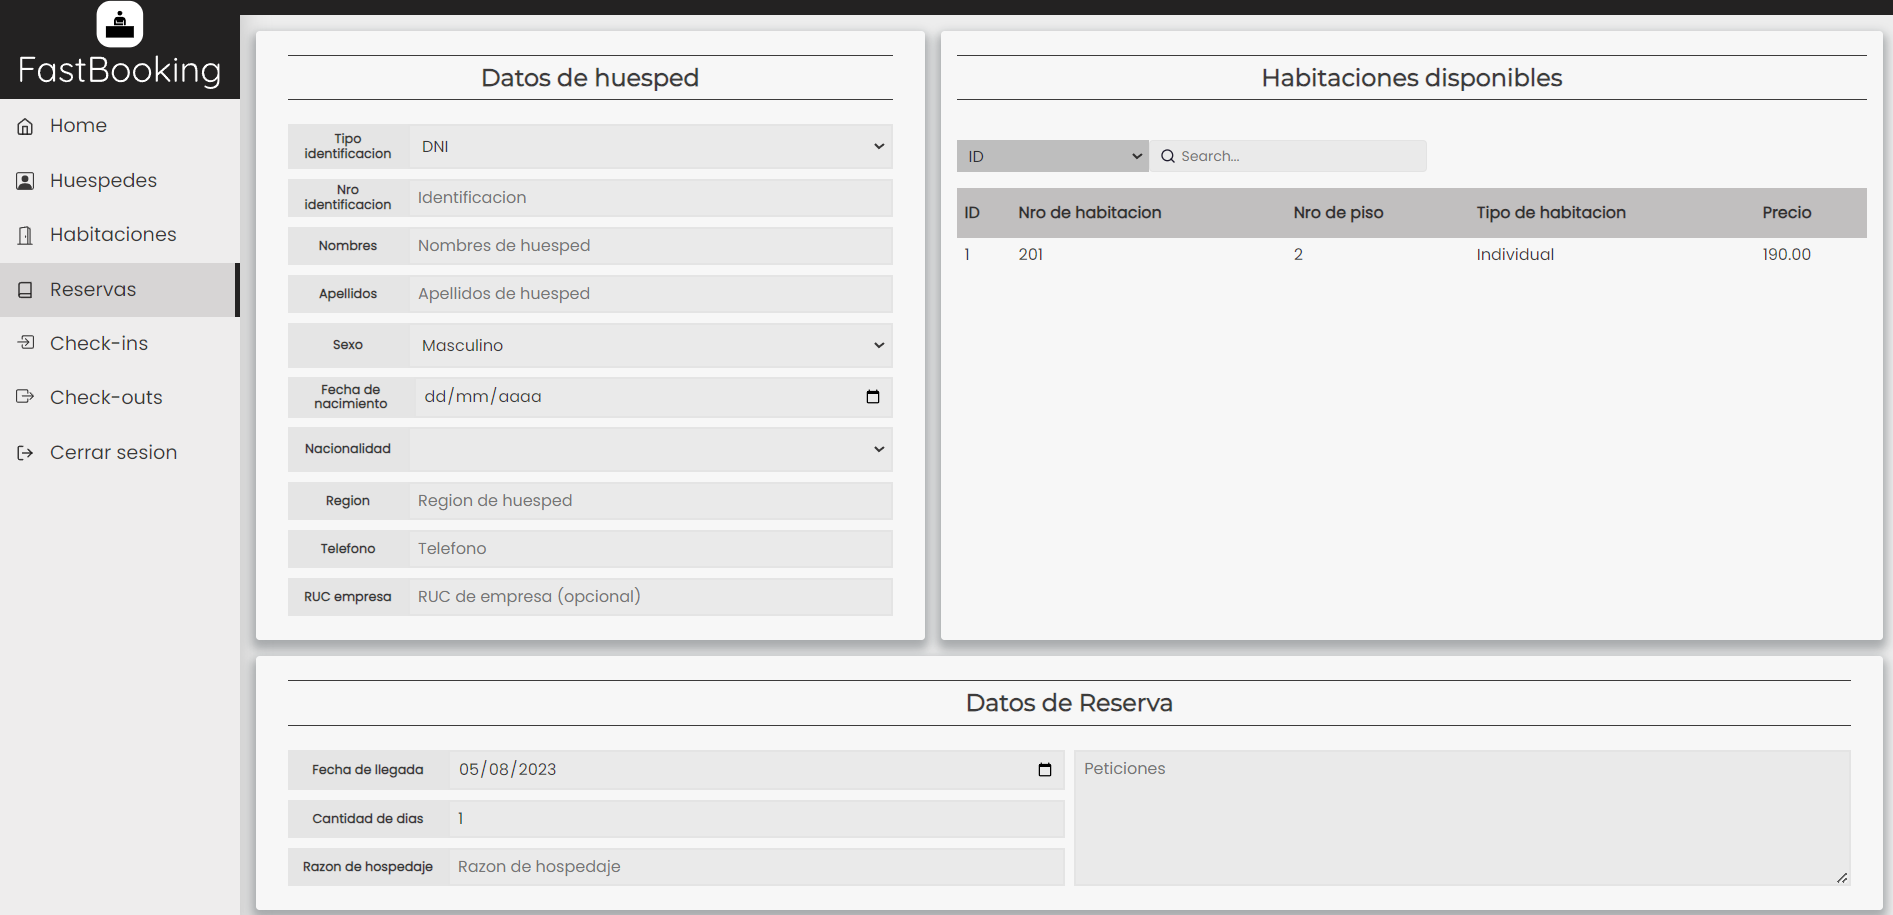 FastBooking
Home
Huespedes
Habitaciones
Reservas
Check-ins
Check-outs
Cerrar sesion
Datos de huesped
Tipo identificacion DNI
Nro identificacion Identificacion
Nombres Nombres de huesped
Apellidos Apellidos de huesped
Sexo Masculino
Fecha de nacimiento dd/mm/aaaa
Nacionalidad
Region Region de huesped
Telefono Telefono
RUC empresa RUC de empresa (opcional)
Habitaciones disponibles
ID Search...
ID Nro de habitacion Nro de piso Tipo de habitacion Precio
1 201 2 Individual 190.00
Datos de Reserva
Fecha de llegada 05/08/2023
Cantidad de dias 1
Razon de hospedaje Razon de hospedaje
Peticiones